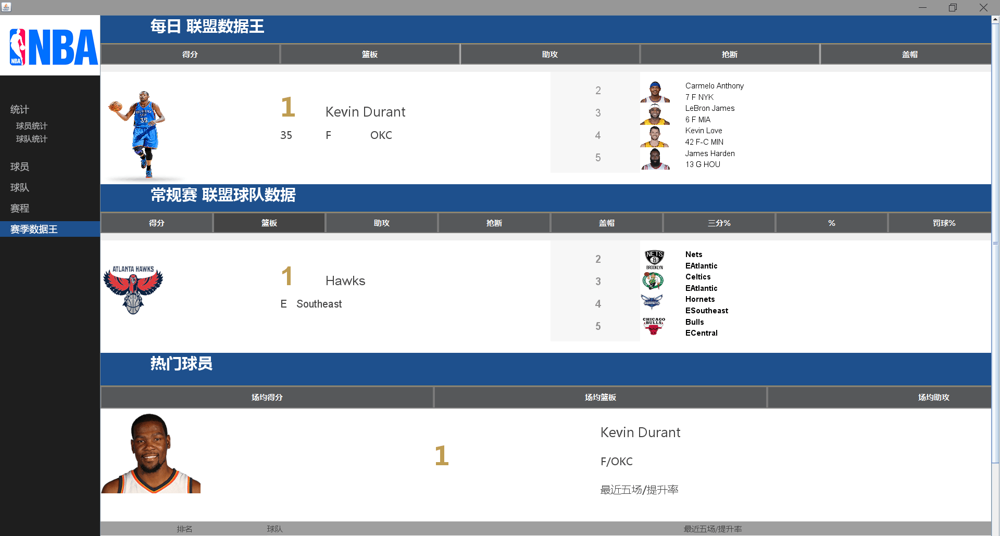 NBA
NBA
统计
球员统计
球队统计
球员
球队
赛程
赛季数据王
每日 联盟数据王
得分 篮板 助攻 抢断 盖帽
1 Kevin Durant
35 F OKC
35
2
3
4
5
Carmelo Anthony
7 F NYK
LeBron James
6 F MIA
Kevin Love
42 F-C MIN
James Harden
13 G HOU
常规赛 联盟球队数据
得分 篮板 助攻 抢断 盖帽 三分% % 罚球%
ATLANTA HAWKS
1 Hawks
E Southeast
2
3
4
5
NETS
B
BROOKLYN
HORNETS
CHICAGO
BULLS
Nets
EAtlantic
Celtics
EAtlantic
Hornets
ESoutheast
Bulls
ECentral
热门球员
场均得分 场均篮板 场均助攻
1
Kevin Durant
F/OKC
最近五场/提升率
排名 球队 最近五场/提升率